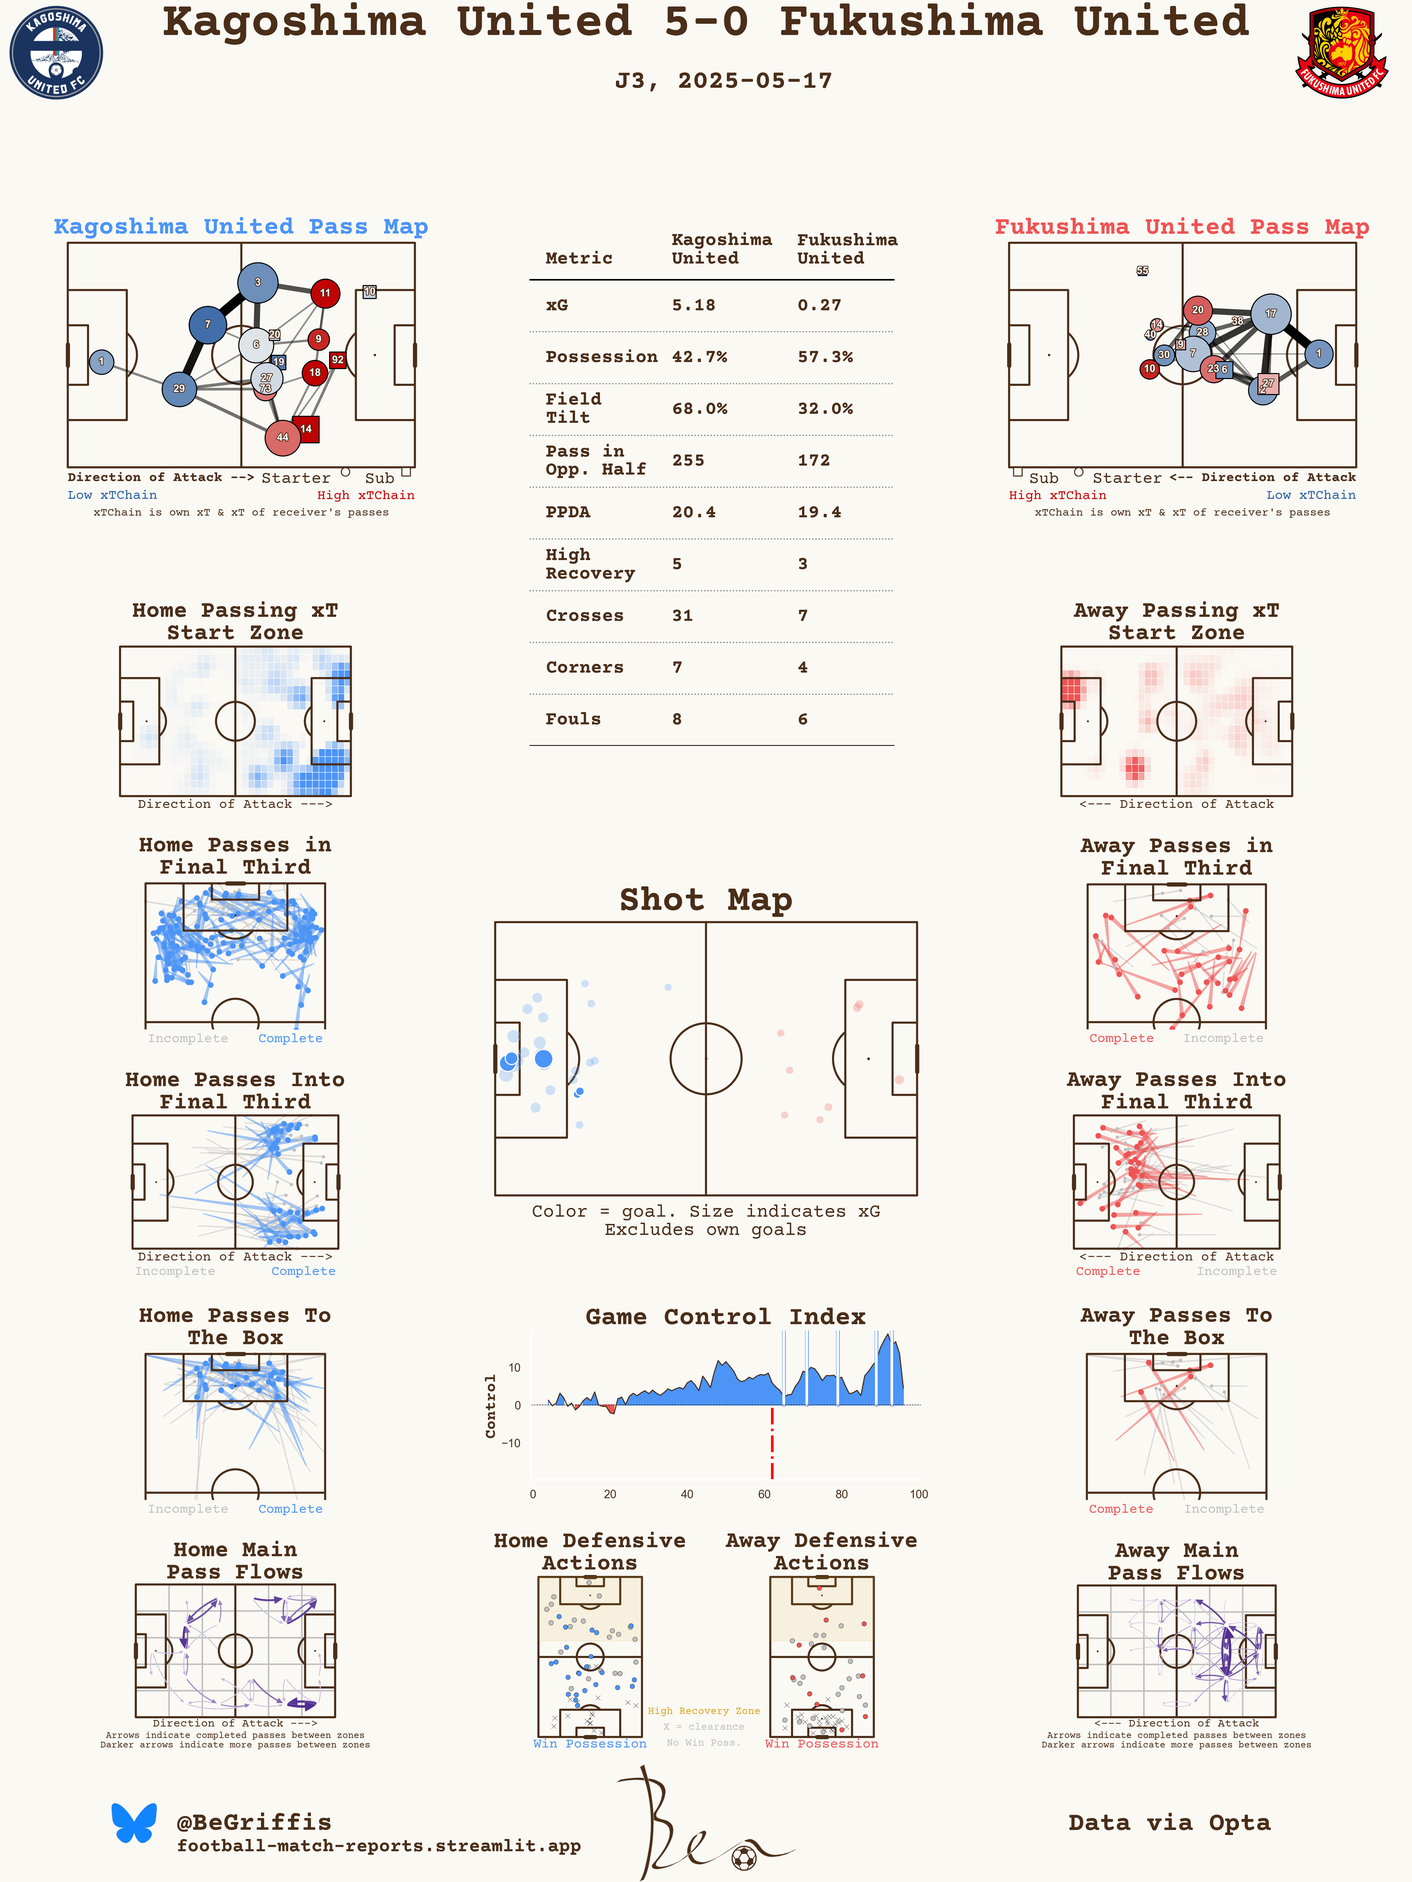 Kagoshima United 5-0 Fukushima United
J3, 2025-05-17
KAGOSHIMA
UNITED FC
FUKUSHIMA UNITED FC
Kagoshima United Pass Map
3
11
10
7
20
6
9
1
19
92
27
18
29
73
14
44
Direction of Attack --> Starter Sub
Low xTChain High xTChain
xTChain is own xT & xT of receiver's passes
Metric Kagoshima United Fukushima United
xG 5.18 0.27
Possession 42.7% 57.3%
Field Tilt 68.0% 32.0%
Pass in Opp. Half 255 172
PPDA 20.4 19.4
High Recovery 5 3
Crosses 31 7
Corners 7 4
Fouls 8 6
Fukushima United Pass Map
55
20
17
14
38
40
28
9
30
7
1
10
23
6
27
Sub Starter <-- Direction of Attack
High xTChain Low xTChain
xTChain is own xT & xT of receiver's passes
Home Passing xT
Start Zone
Direction of Attack --->
Away Passing xT
Start Zone
<--- Direction of Attack
Home Passes in
Final Third
Incomplete Complete
Away Passes in
Final Third
Complete Incomplete
Shot Map
Color = goal. Size indicates xG
Excludes own goals
Home Passes Into
Final Third
Direction of Attack --->
Incomplete Complete
Away Passes Into
Final Third
<--- Direction of Attack
Complete Incomplete
Home Passes To
The Box
Incomplete Complete
Game Control Index
Control
10
0
−10
0 20 40 60 80 100
Away Passes To
The Box
Complete Incomplete
Home Main
Pass Flows
Direction of Attack --->
Arrows indicate completed passes between zones
Darker arrows indicate more passes between zones
Home Defensive
Actions
Win Possession
Away Defensive
Actions
Win Possession
High Recovery Zone
X = clearance
No Win Poss.
Away Main
Pass Flows
<--- Direction of Attack
Arrows indicate completed passes between zones
Darker arrows indicate more passes between zones
@BeGriffis
football-match-reports.streamlit.app
Ben
Data via Opta